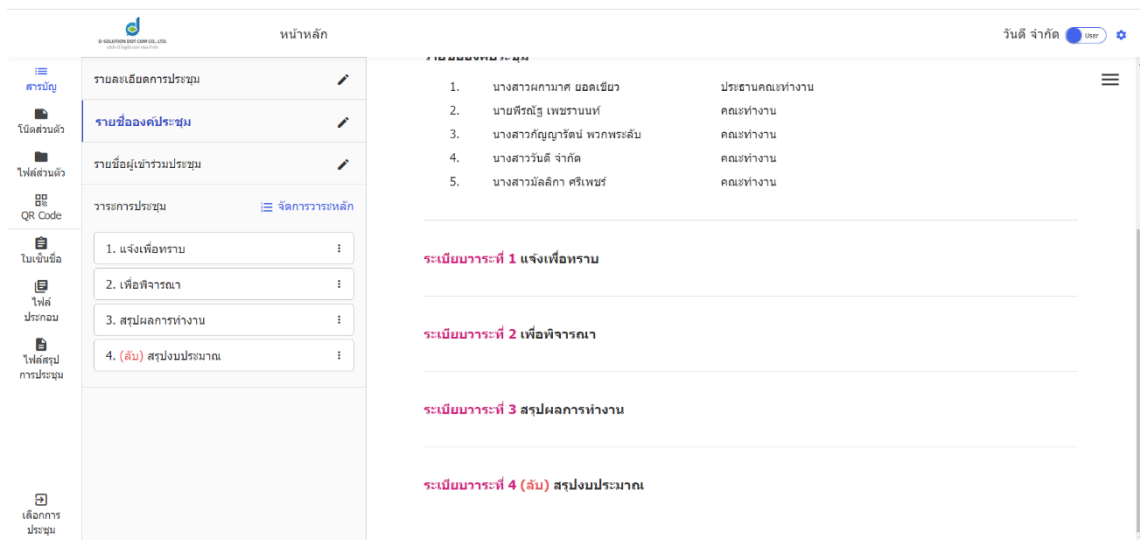 D-SOLUTION DOT COM CO.,LTD.
หน้าหลัก
วันดี จำกัด
User
สารบัญ
โน้ตส่วนตัว
ไฟล์ส่วนตัว
QR Code
ใบเซ็นชื่อ
ไฟล์
ประกอบ
ไฟล์สรุป
การประชุม
เลือกการ
ประชุม
รายละเอียดการประชุม
รายชื่อองค์ประชุม
รายชื่อผู้เข้าร่วมประชุม
วาระการประชุม
จัดการวาระหลัก
1. แจ้งเพื่อทราบ
2. เพื่อพิจารณา
3. สรุปผลการทำงาน
4. (ลับ) สรุปงบประมาณ
รายชื่อองค์ประชุม
1. นางสาวผกามาศ ยอดเขียว ประธานคณะทำงาน
2. นายพีรณัฐ เพชรานนท์ คณะทำงาน
3. นางสาวกัญญารัตน์ พวกพระลับ คณะทำงาน
4. นางสาววันดี จำกัด คณะทำงาน
5. นางสาวมัลลิกา ศรีเพชร์ คณะทำงาน
ระเบียบวาระที่ 1 แจ้งเพื่อทราบ
ระเบียบวาระที่ 2 เพื่อพิจารณา
ระเบียบวาระที่ 3 สรุปผลการทำงาน
ระเบียบวาระที่ 4 (ลับ) สรุปงบประมาณ